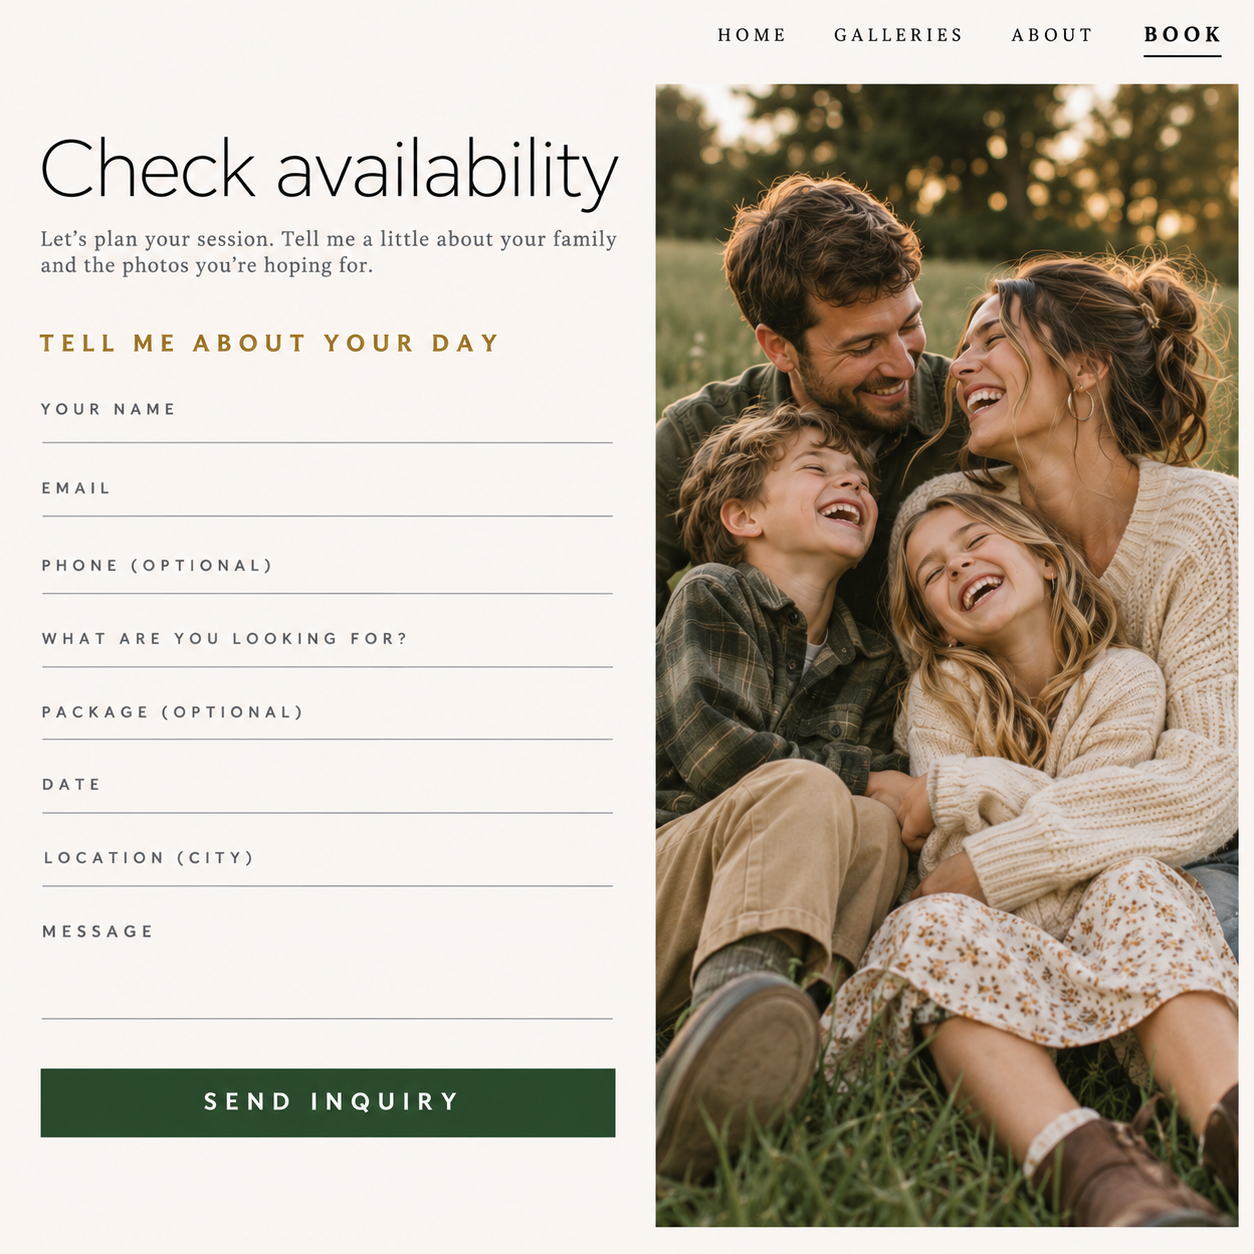 HOME GALLERIES ABOUT BOOK
Check availability
Let’s plan your session. Tell me a little about your family
and the photos you’re hoping for.
TELL ME ABOUT YOUR DAY
YOUR NAME
EMAIL
PHONE (OPTIONAL)
WHAT ARE YOU LOOKING FOR?
PACKAGE (OPTIONAL)
DATE
LOCATION (CITY)
MESSAGE
SEND INQUIRY